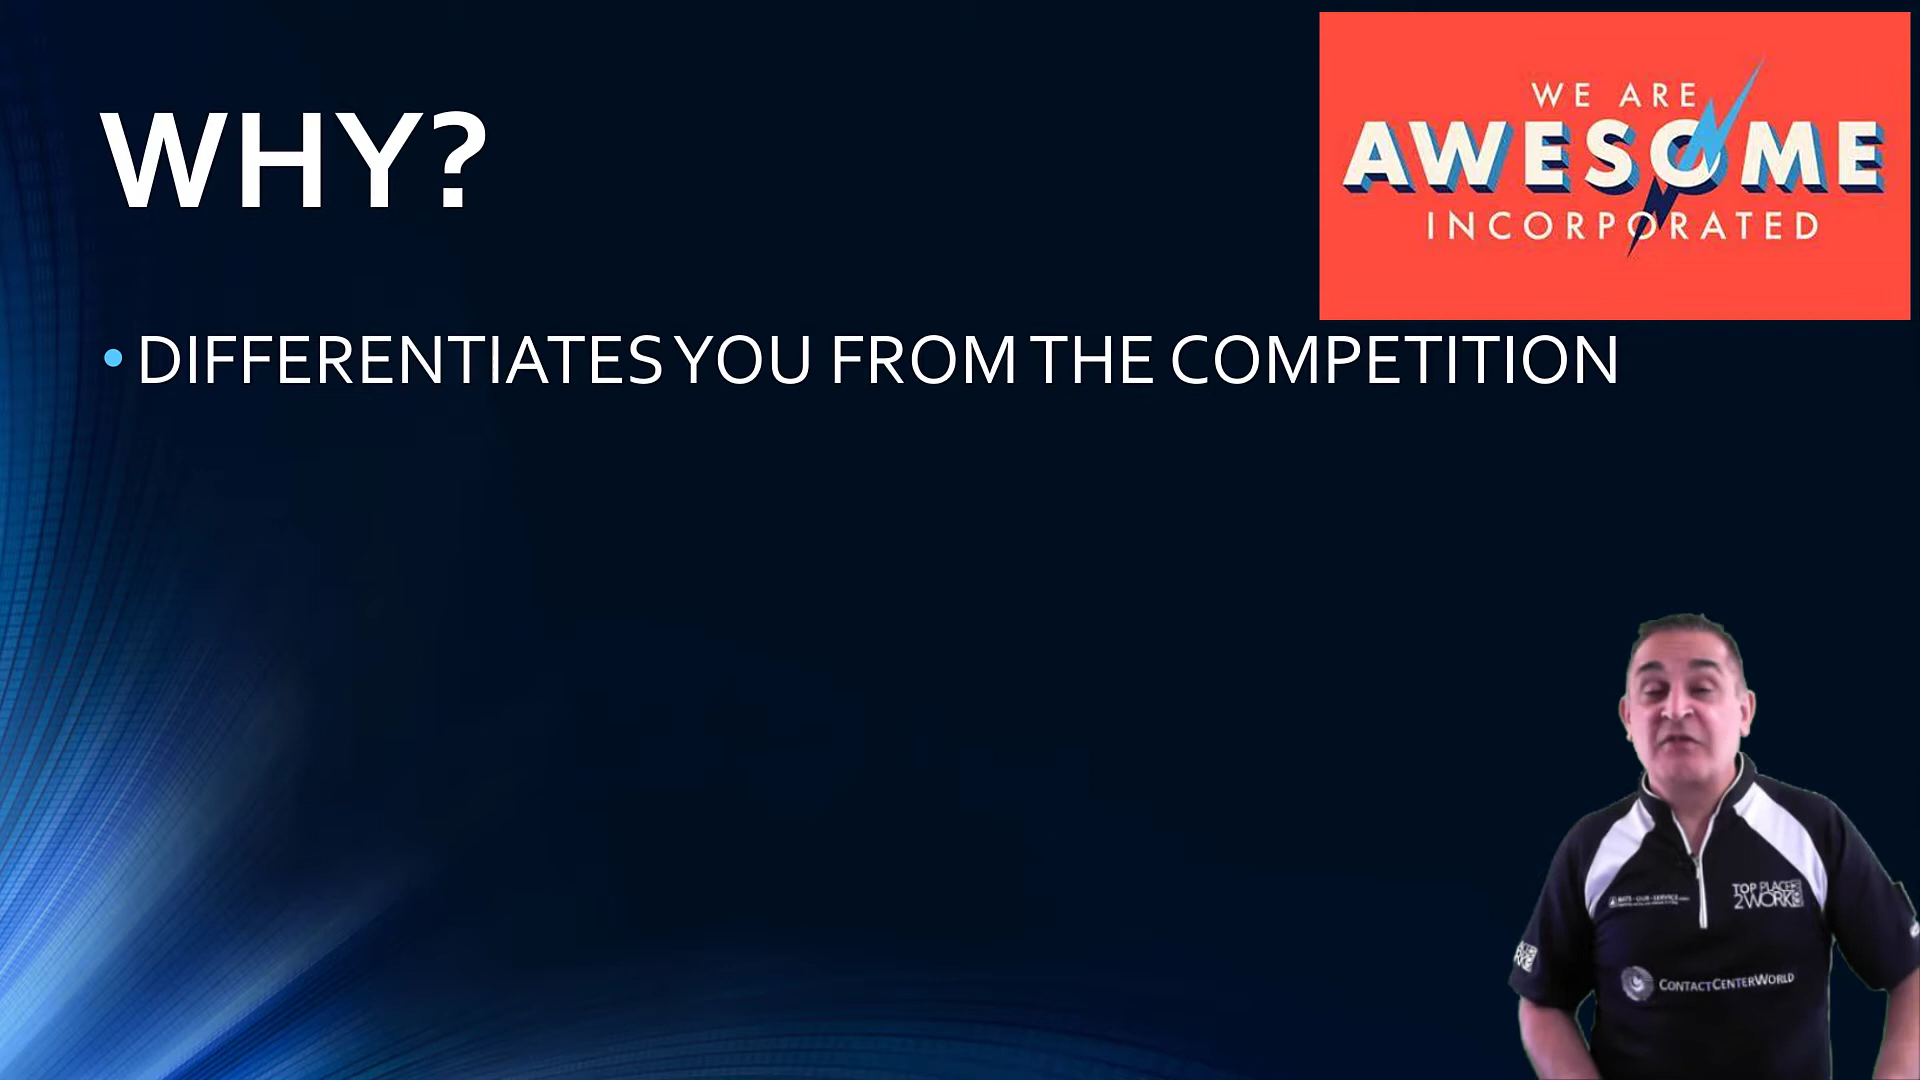 WHY?
WE ARE
AWESOME
INCORPORATED
• DIFFERENTIATES YOU FROM THE COMPETITION
TOP PLACE
2WORK
CONTACTCENTERWORLD